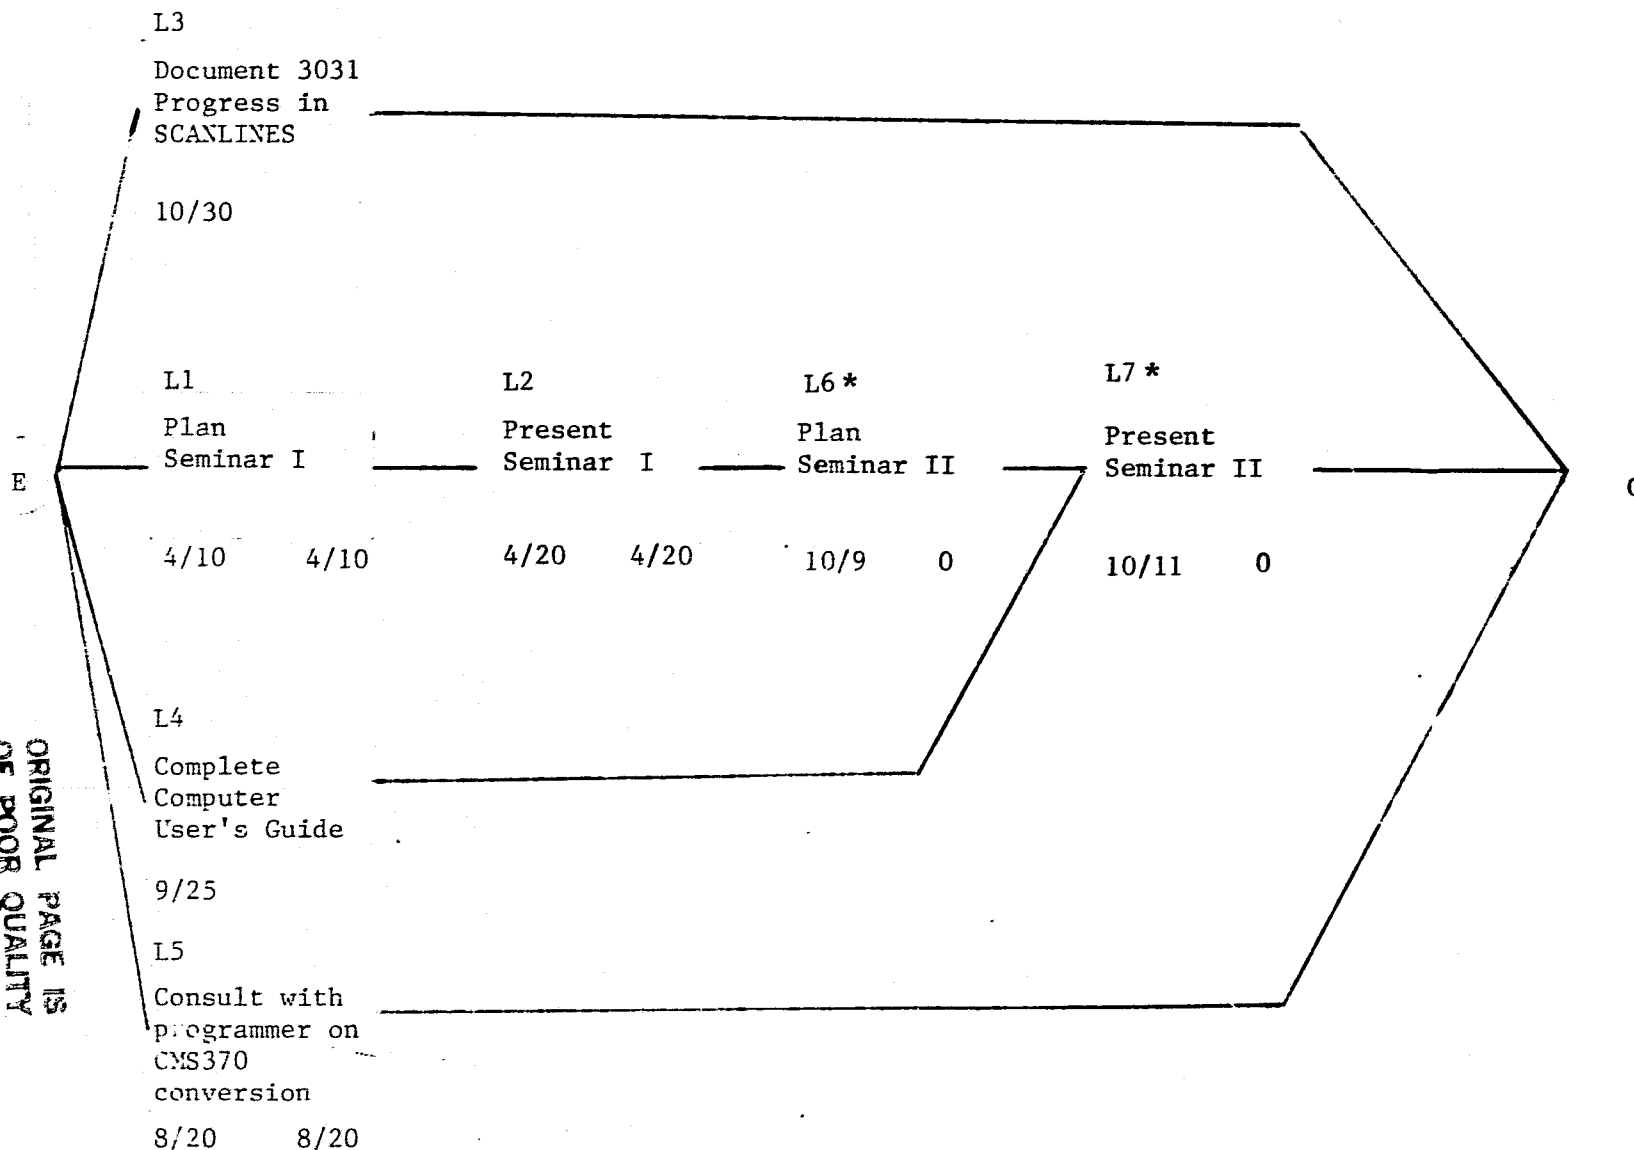 L3
Document 3031
Progress in
SCANLINES
10/30
L1
Plan
Seminar I
4/10 4/10
L2
Present
Seminar I
4/20 4/20
L6 *
Plan
Seminar II
10/9 0
L7 *
Present
Seminar II
10/11 0
E
L4
Complete
Computer
User's Guide
9/25
L5
Consult with
programmer on
CMS370
conversion
8/20 8/20
ORIGINAL PAGE IS
OF POOR QUALITY